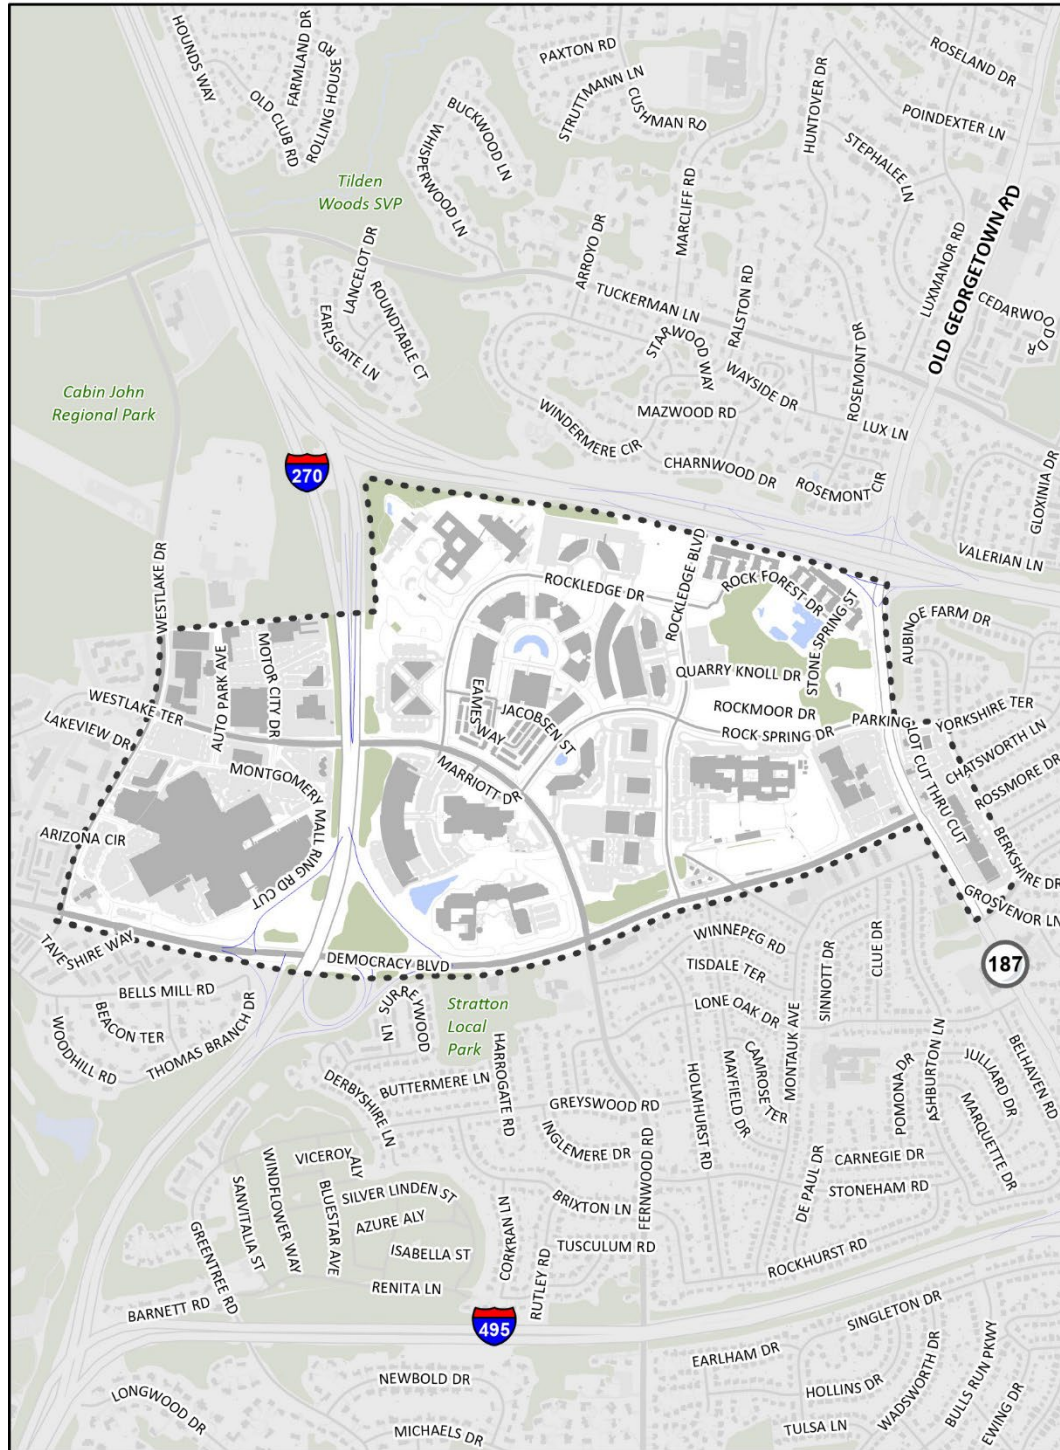 HOUNDS WAY
FARMLAND DR
ROLLING HOUSE RD
OLD CLUB RD
PAXTON RD
STRUTTMANN LN
CUSHMAN RD
BUCKWOOD LN
WHISPERWOOD LN
HUNTOVER DR
ROSELAND DR
POINDEXTER LN
STEPHALEE LN
Tilden
Woods SVP
MARCLIFF RD
ARROYO DR
LANCELOT DR
ROUNDTABLE CT
EARLSGATE LN
TUCKERMAN LN
RALSTON RD
LUXMANOR RD
OLD GEORGETOWN RD
CEDARWOOD DR
STARWOOD WAY
WAYSIDE DR
ROSEMONT DR
Cabin John
Regional Park
MAZWOOD RD
WINDERMERE CIR
LUX LN
CHARNWOOD DR
ROSEMONT CIR
GLOXINIA DR
270
VALERIAN LN
WESTLAKE DR
ROCKLEDGE DR
ROCKLEDGE BLVD
ROCK FOREST DR
STONE SPRING ST
AUBINOE FARM DR
AUTO PARK AVE
MOTOR CITY DR
WESTLAKE TER
LAKEVIEW DR
QUARRY KNOLL DR
EAMES WAY
JACOBSEN ST
ROCKMOOR DR
ROCK SPRING DR
PARKING LOT CUT THRU CUT
YORKSHIRE TER
CHATSWORTH LN
ROSSMORE DR
MARRIOTT DR
MONTGOMERY MALL RING RD CUT
ARIZONA CIR
BERKSHIRE DR
GROSVENOR LN
TAVESHIRE WAY
DEMOCRACY BLVD
WINNEPEG RD
CLUE DR
187
TISDALE TER
SINNOTT DR
BELLS MILL RD
BEACON TER
WOODHILL RD
THOMAS BRANCH DR
SURREYWOOD LN
Stratton
Local
Park
LONE OAK DR
MONTAUK AVE
CAMROSE TER
MAYFIELD DR
HOLMHURST RD
HARROGATE RD
BUTTERMERE LN
DERBYSHIRE LN
GREYSWOOD RD
INGLEMERE DR
POMONA DR
ASHBURTON LN
JULLIARD DR
BELHAVEN RD
MARQUETTE DR
CARNEGIE DR
STONEHAM RD
DE PAUL DR
VICEROY ALY
SILVER LINDEN ST
AZURE ALY
BLUESTAR AVE
WINDFLOWER WAY
SANVITALIA ST
GREENTREE RD
ISABELLA ST
RENITA LN
CORKRAN LN
BRIXTON LN
FERNWOOD RD
TUSCULUM RD
RUTLEY RD
ROCKHURST RD
BARNETT RD
495
SINGLETON DR
EARLHAM DR
NEWBOLD DR
HOLLINS DR
WADSWORTH DR
BULLS RUN PKWY
EWING DR
LONGWOOD DR
MICHAELS DR
TULSA LN